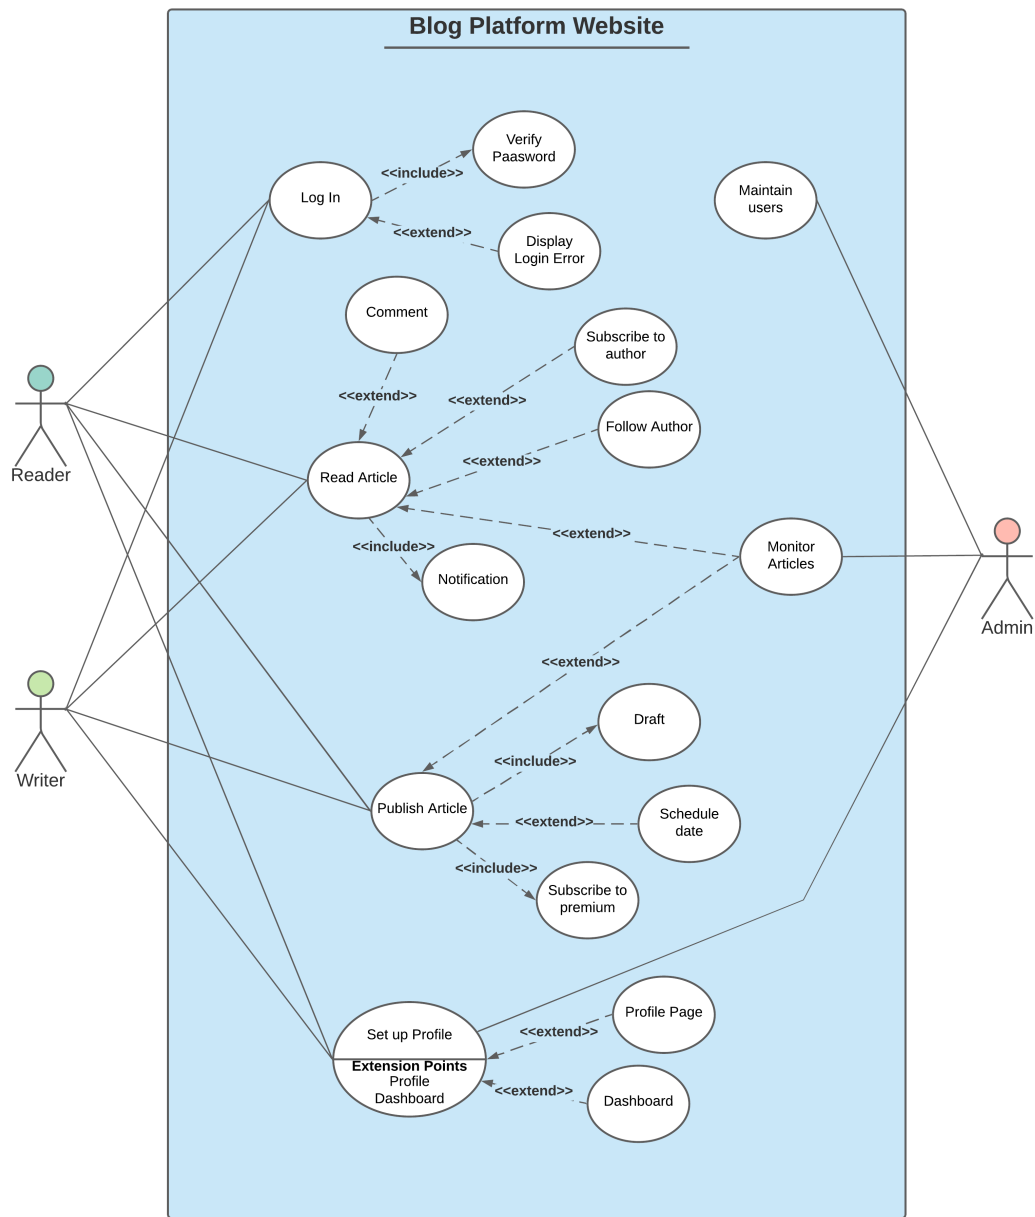 Blog Platform Website
Verify
Paasword
<<include>>
Log In
Maintain
users
<<extend>>
Display
Login Error
Comment
Subscribe to
author
<<extend>>
<<extend>>
Follow Author
<<extend>>
Reader
Read Article
<<extend>>
<<include>>
Monitor
Articles
Notification
Admin
<<extend>>
Draft
Writer
<<include>>
Publish Article
<<extend>>
Schedule
date
<<include>>
Subscribe to
premium
Profile Page
Set up Profile
<<extend>>
Extension Points
Profile
Dashboard
<<extend>>
Dashboard